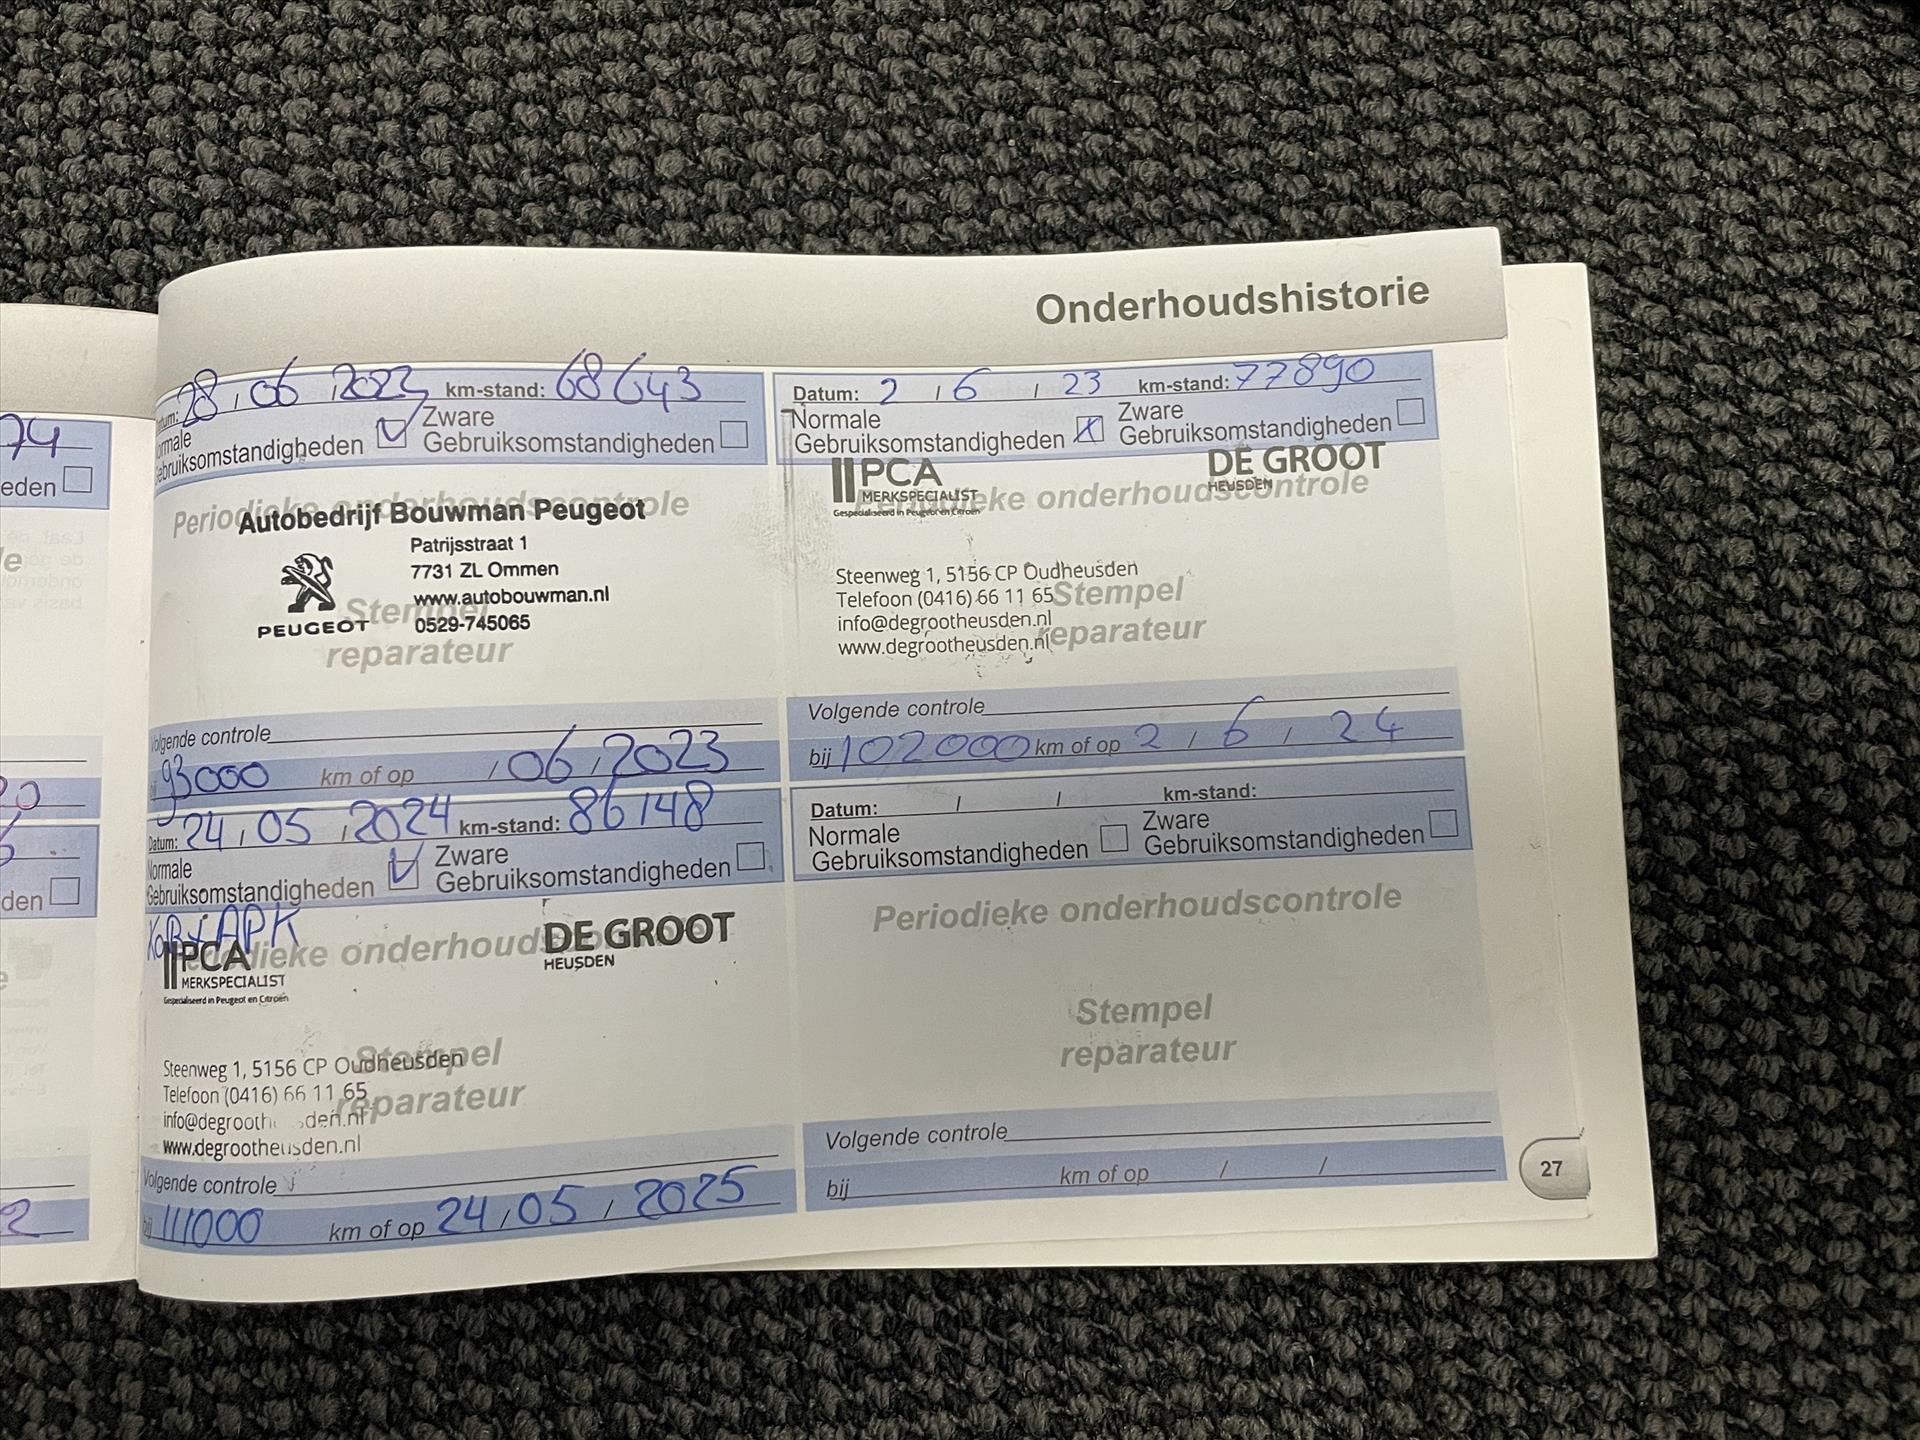 Onderhoudshistorie
74
eden
20
den
2
28 / 06 / 2022 km-stand: 68643
Normale Gebruiksomstandigheden Zware Gebruiksomstandigheden
Periodieke onderhoudscontrole
Autobedrijf Bouwman Peugeot
Patrijsstraat 1
7731 ZL Ommen
www.autobouwman.nl
0529-745065
PEUGEOT
Stempel
reparateur
Volgende controle
93000 km of op / 06 / 2023
Datum: 2 / 6 / 23 km-stand: 77890
Normale Gebruiksomstandigheden Zware Gebruiksomstandigheden
PCA
MERKSPECIALIST
Gespecialiseerd in Peugeot en Citroën
DE GROOT
HEUSDEN
Periodieke onderhoudscontrole
Steenweg 1, 5156 CP Oudheusden
Telefoon (0416) 66 11 65
info@degrootheusden.nl
www.degrootheusden.nl
Stempel
reparateur
Volgende controle
bij 102000 km of op 2 / 6 / 24
Datum: 24 / 05 / 2024 km-stand: 86148
Normale Gebruiksomstandigheden Zware Gebruiksomstandigheden
+ APK
PCA
MERKSPECIALIST
Gespecialiseerd in Peugeot en Citroën
DE GROOT
HEUSDEN
Periodieke onderhoudscontrole
Steenweg 1, 5156 CP Oudheusden
Telefoon (0416) 66 11 65
www.degrootheusden.nl
Stempel
reparateur
Volgende controle
bij 111000 km of op 24 / 05 / 2025
Datum: / / km-stand:
Normale Gebruiksomstandigheden Zware Gebruiksomstandigheden
Periodieke onderhoudscontrole
Stempel
reparateur
Volgende controle
bij km of op / /
27